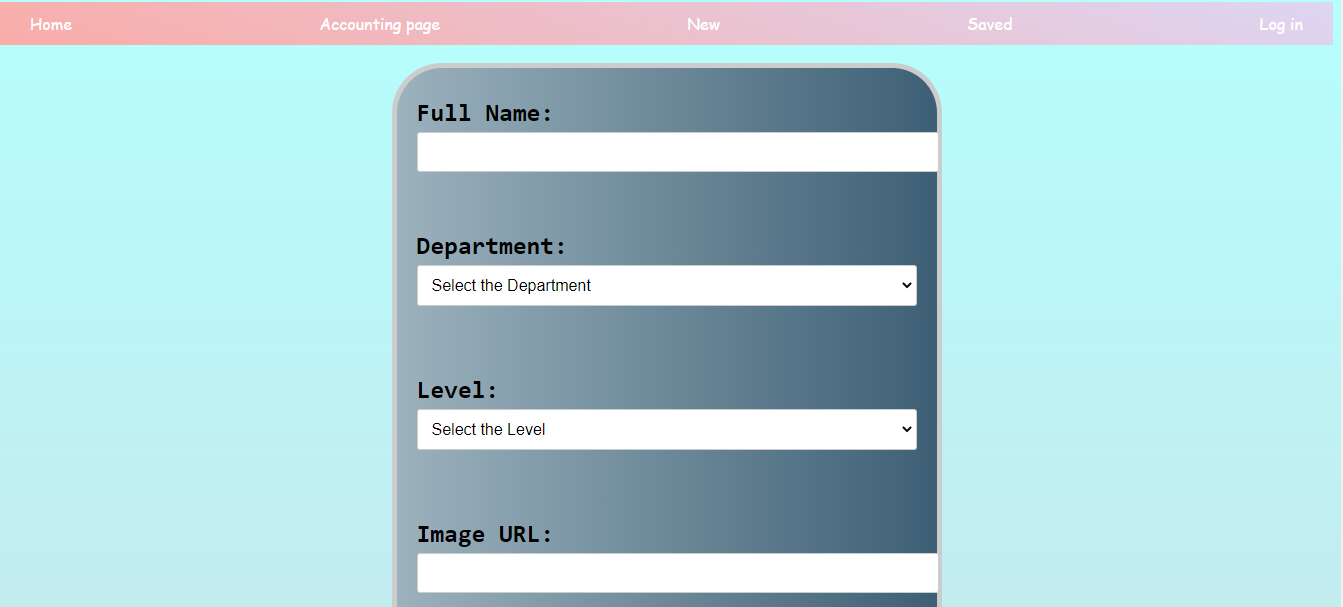 Home Accounting page New Saved Log in
Full Name:
Department:
Select the Department
Level:
Select the Level
Image URL: